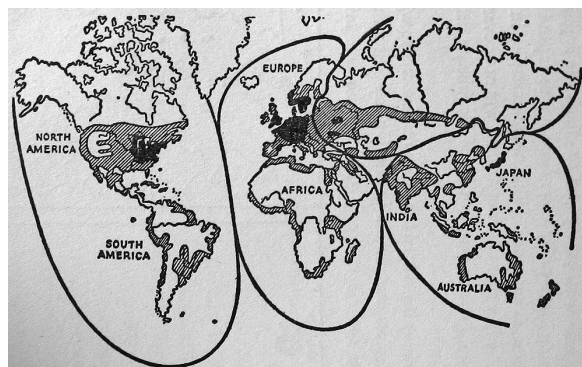 EUROPE
NORTH
AMERICA
AFRICA
JAPAN
INDIA
SOUTH
AMERICA
AUSTRALIA